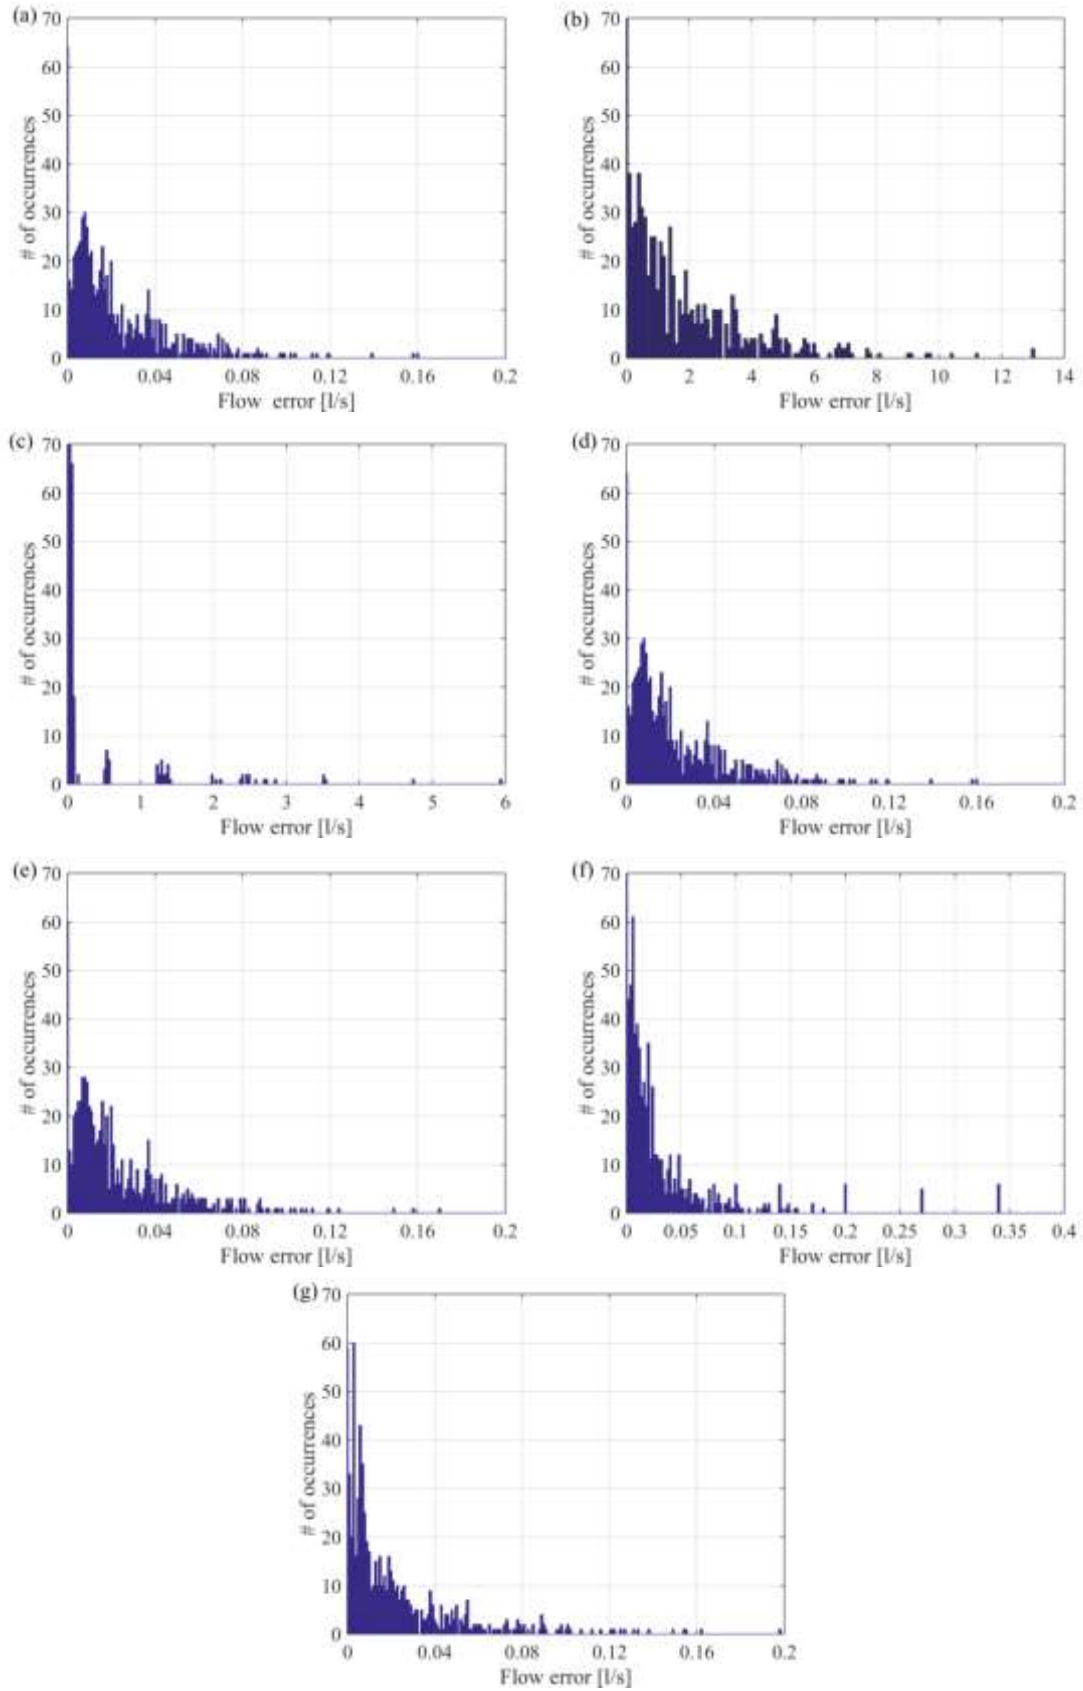 (a) 70
60
50
40
30
20
10
0
# of occurrences
0 0.04 0.08 0.12 0.16 0.2
Flow error [l/s]
(b) 70
60
50
40
30
20
10
0
# of occurrences
0 2 4 6 8 10 12 14
Flow error [l/s]
(c) 70
60
50
40
30
20
10
0
# of occurrences
0 1 2 3 4 5 6
Flow error [l/s]
(d) 70
60
50
40
30
20
10
0
# of occurrences
0 0.04 0.08 0.12 0.16 0.2
Flow error [l/s]
(e) 70
60
50
40
30
20
10
0
# of occurrences
0 0.04 0.08 0.12 0.16 0.2
Flow error [l/s]
(f) 70
60
50
40
30
20
10
0
# of occurrences
0 0.05 0.1 0.15 0.2 0.25 0.3 0.35 0.4
Flow error [l/s]
(g) 70
60
50
40
30
20
10
0
# of occurrences
0 0.04 0.08 0.12 0.16 0.2
Flow error [l/s]